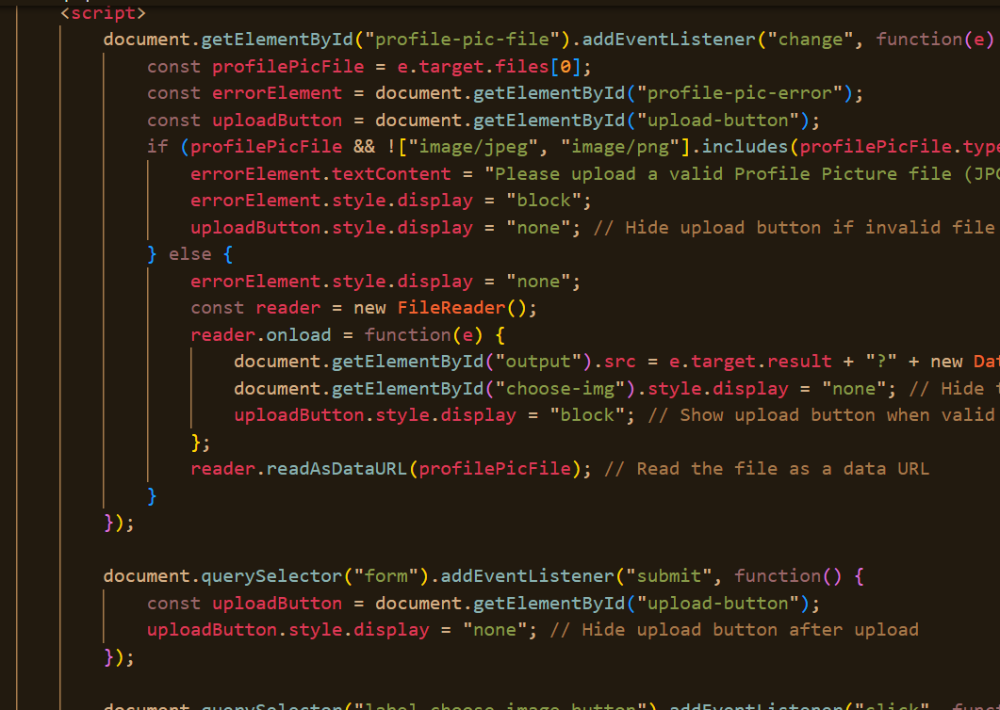 <script>
document.getElementById("profile-pic-file").addEventListener("change", function(e)
const profilePicFile = e.target.files[0];
const errorElement = document.getElementById("profile-pic-error");
const uploadButton = document.getElementById("upload-button");
if (profilePicFile && !["image/jpeg", "image/png"].includes(profilePicFile.type
errorElement.textContent = "Please upload a valid Profile Picture file (JPG
errorElement.style.display = "block";
uploadButton.style.display = "none"; // Hide upload button if invalid file
} else {
errorElement.style.display = "none";
const reader = new FileReader();
reader.onload = function(e) {
document.getElementById("output").src = e.target.result + "?" + new Dat
document.getElementById("choose-img").style.display = "none"; // Hide t
uploadButton.style.display = "block"; // Show upload button when valid
};
reader.readAsDataURL(profilePicFile); // Read the file as a data URL
}
});
document.querySelector("form").addEventListener("submit", function() {
const uploadButton = document.getElementById("upload-button");
uploadButton.style.display = "none"; // Hide upload button after upload
});
document.querySelector("label.choose-image-button").addEventListener("click", func